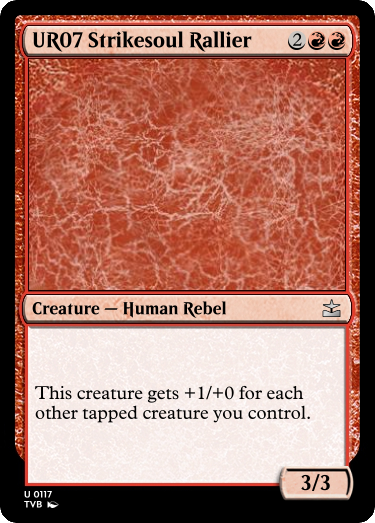 UR07 Strikesoul Rallier 2
Creature — Human Rebel
This creature gets +1/+0 for each
other tapped creature you control.
3/3
U 0117
TVB